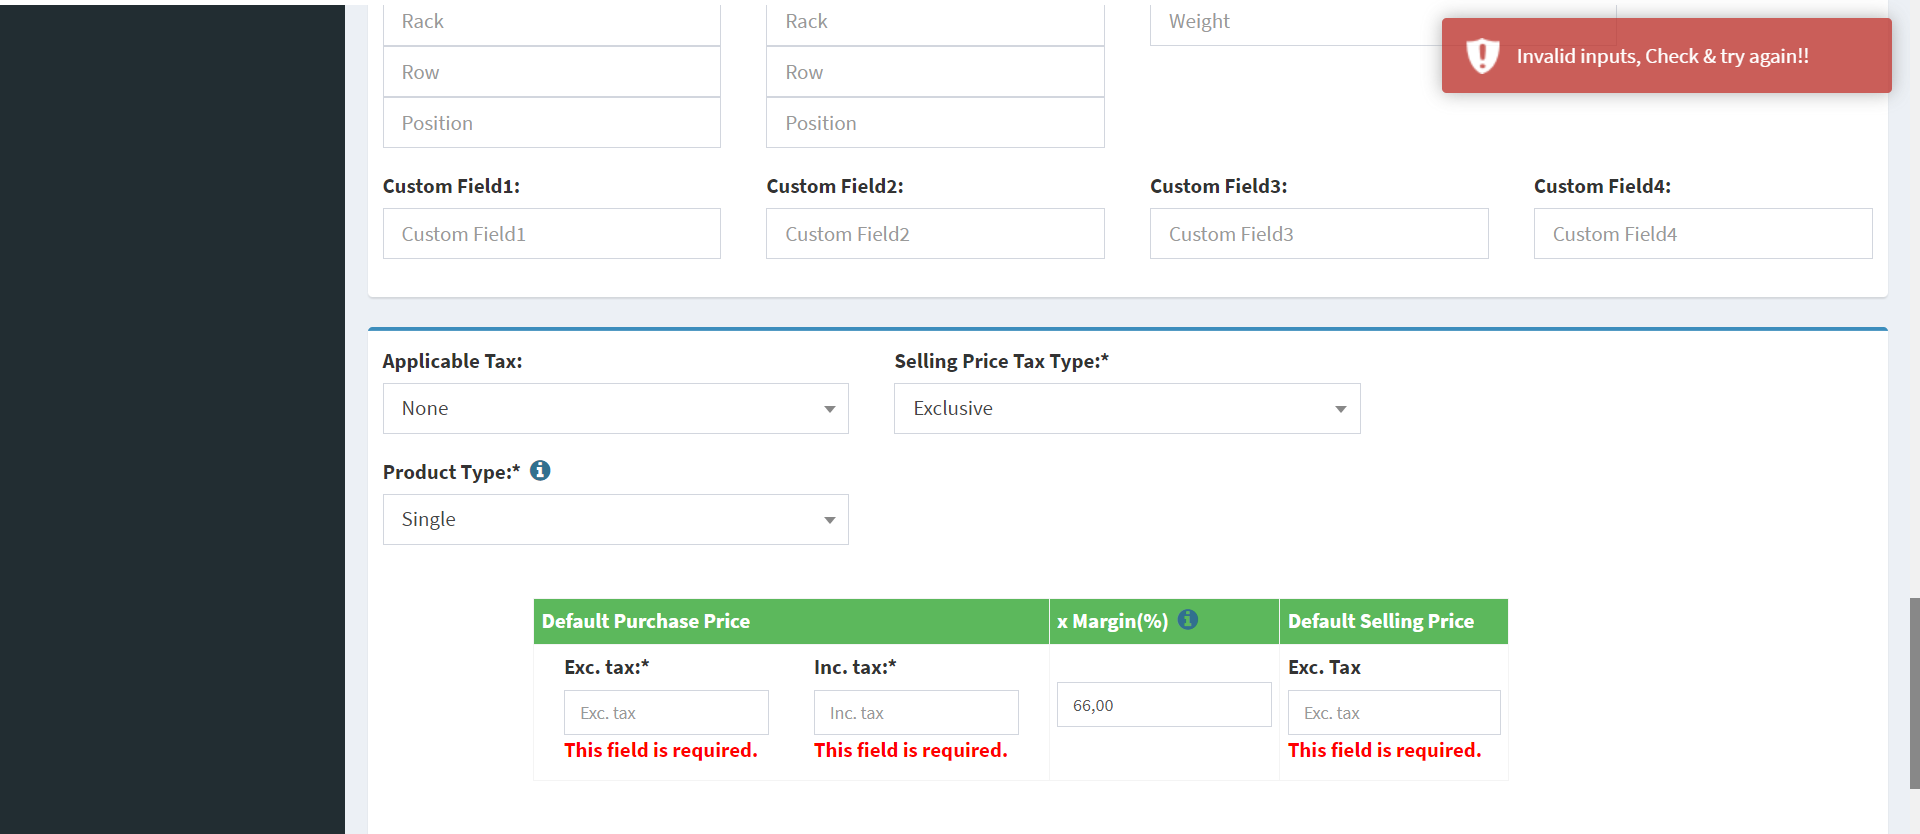 Rack
Rack
Weight
Invalid inputs, Check & try again!!
Row
Row
Position
Position
Custom Field1:
Custom Field2:
Custom Field3:
Custom Field4:
Custom Field1
Custom Field2
Custom Field3
Custom Field4
Applicable Tax:
Selling Price Tax Type:*
None
Exclusive
Product Type:*
Single
Default Purchase Price
x Margin(%)
Default Selling Price
Exc. tax:*
Inc. tax:*
Exc. Tax
Exc. tax
Inc. tax
66,00
Exc. tax
This field is required.
This field is required.
This field is required.